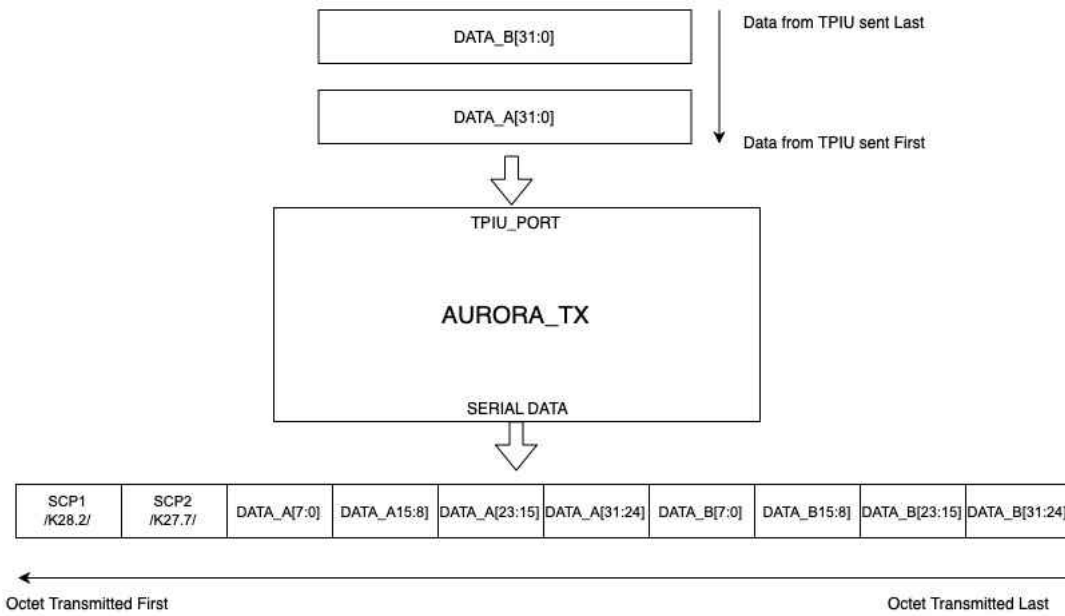 DATA_B[31:0]
Data from TPIU sent Last
DATA_A[31:0]
Data from TPIU sent First
TPIU_PORT
AURORA_TX
SERIAL DATA
SCP1
/K28.2/
SCP2
/K27.7/
DATA_A[7:0]
DATA_A15:8]
DATA_A[23:15]
DATA_A[31:24]
DATA_B[7:0]
DATA_B15:8]
DATA_B[23:15]
DATA_B[31:24]
Octet Transmitted First
Octet Transmitted Last